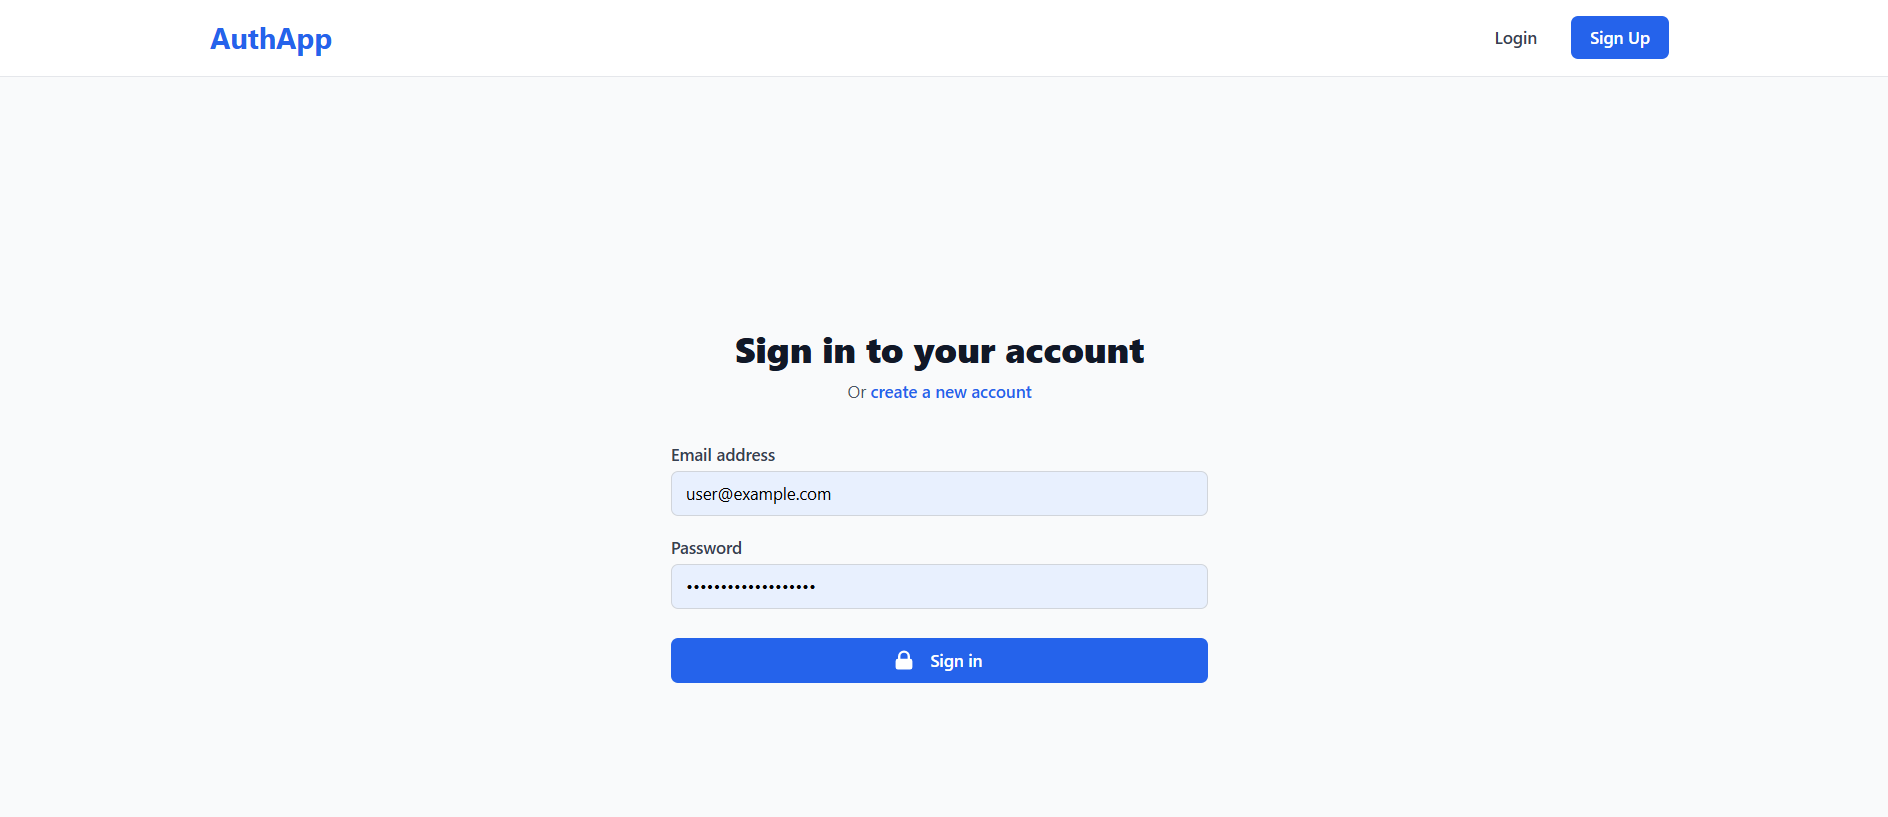 AuthApp
Login
Sign Up
Sign in to your account
Or create a new account
Email address
user@example.com
Password
•••••••••••••••••••
Sign in